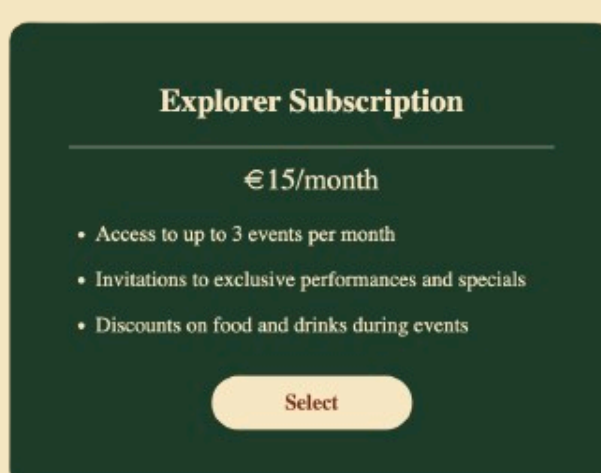 Explorer Subscription
€15/month
• Access to up to 3 events per month
• Invitations to exclusive performances and specials
• Discounts on food and drinks during events
Select